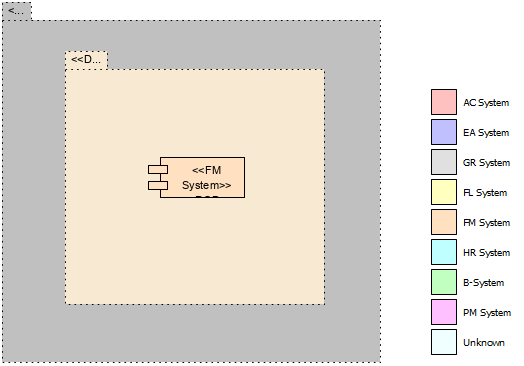 <...
<<D...
<<FM
System>>
AC System
EA System
GR System
FL System
FM System
HR System
B-System
PM System
Unknown